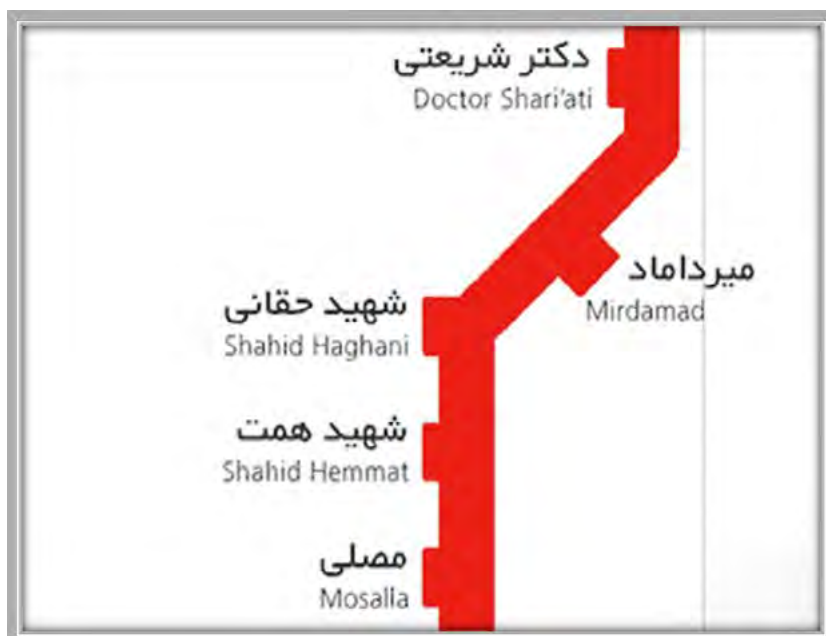 دکتر شریعتی
Doctor Shari'ati
میرداماد
Mirdamad
شهید حقانی
Shahid Haghani
شهید همت
Shahid Hemmat
مصلی
Mosalla